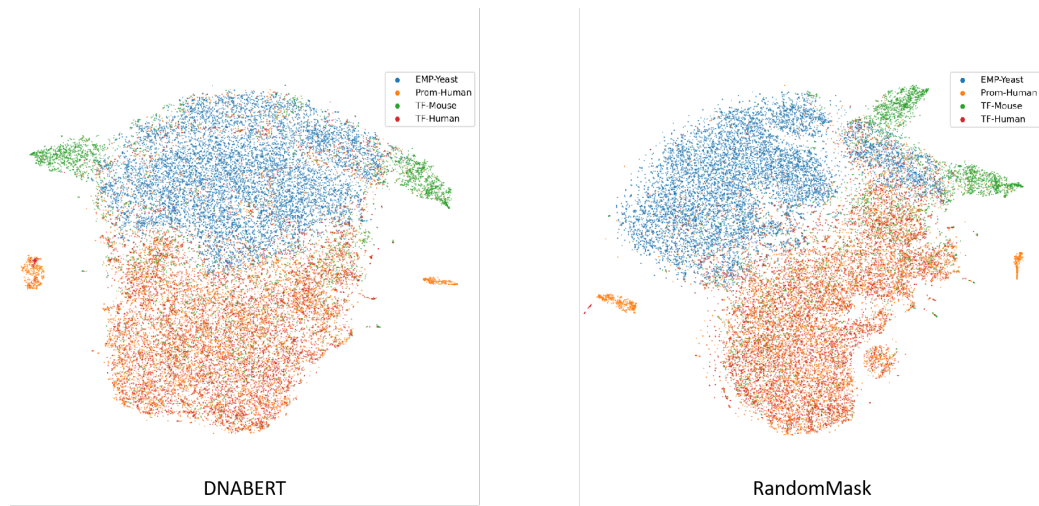 EMP-Yeast
Prom-Human
TF-Mouse
TF-Human
EMP-Yeast
Prom-Human
TF-Mouse
TF-Human
DNABERT
RandomMask